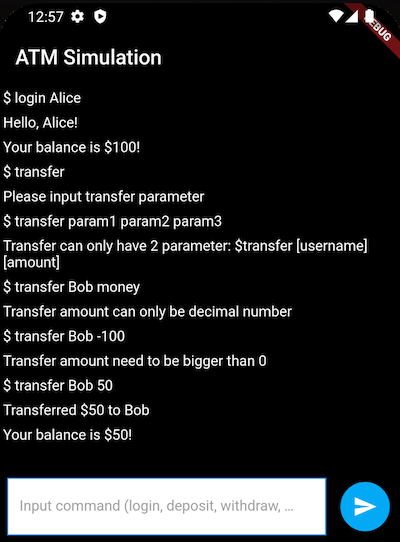 12:57
DEBUG
ATM Simulation
$ login Alice
Hello, Alice!
Your balance is $100!
$ transfer
Please input transfer parameter
$ transfer param1 param2 param3
Transfer can only have 2 parameter: $transfer [username]
[amount]
$ transfer Bob money
Transfer amount can only be decimal number
$ transfer Bob -100
Transfer amount need to be bigger than 0
$ transfer Bob 50
Transferred $50 to Bob
Your balance is $50!
Input command (login, deposit, withdraw, …